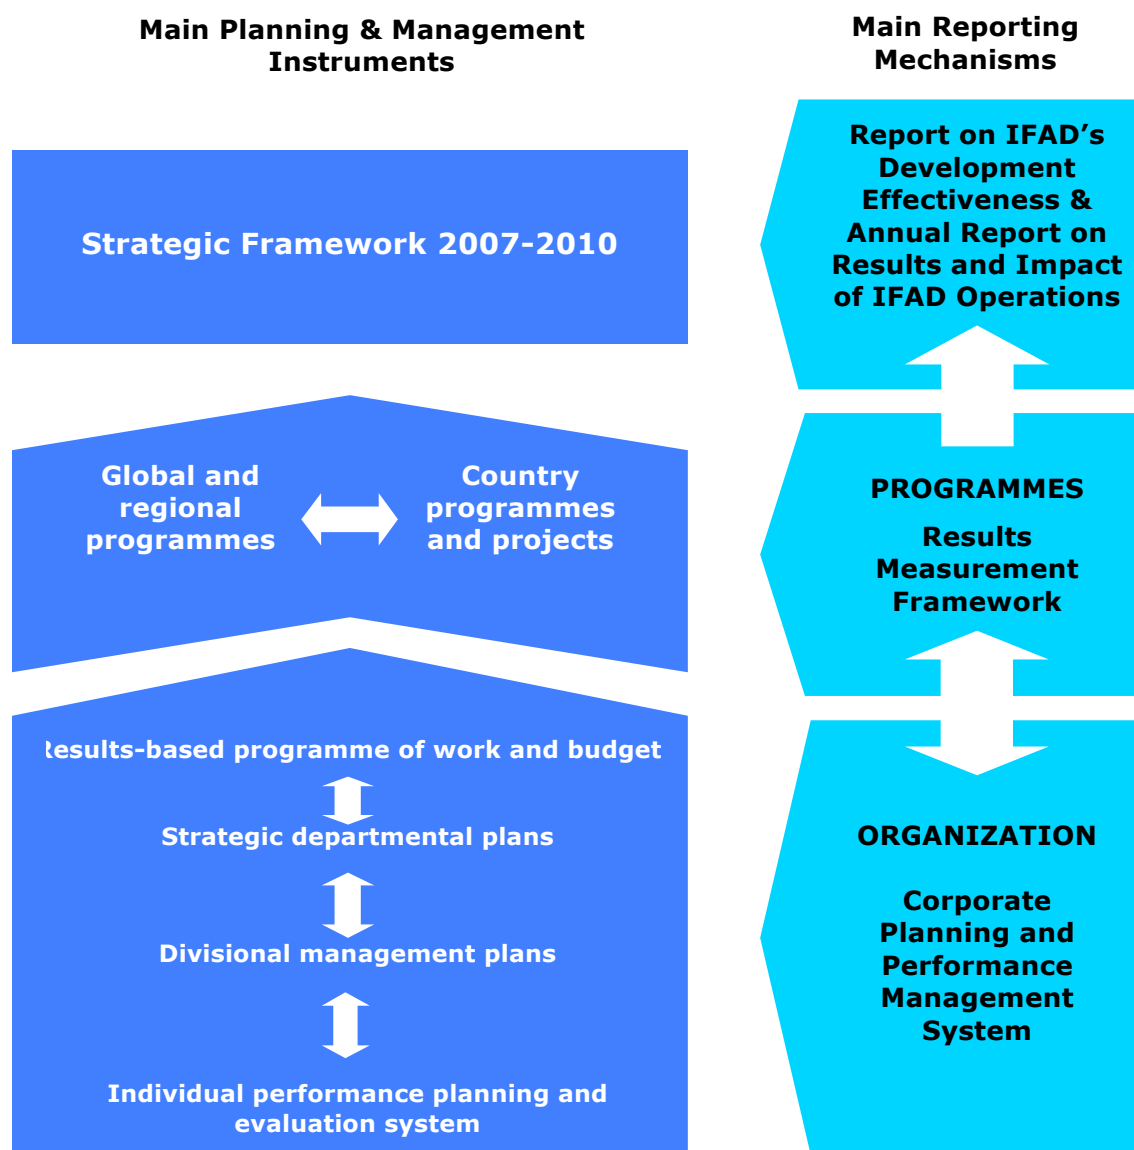 Main Planning & Management
Instruments
Strategic Framework 2007-2010
Global and
regional
programmes
Country
programmes
and projects
Results-based programme of work and budget
Strategic departmental plans
Divisional management plans
Individual performance planning and
evaluation system
Main Reporting
Mechanisms
Report on IFAD’s
Development
Effectiveness &
Annual Report on
Results and Impact
of IFAD Operations
PROGRAMMES
Results
Measurement
Framework
ORGANIZATION
Corporate
Planning and
Performance
Management
System